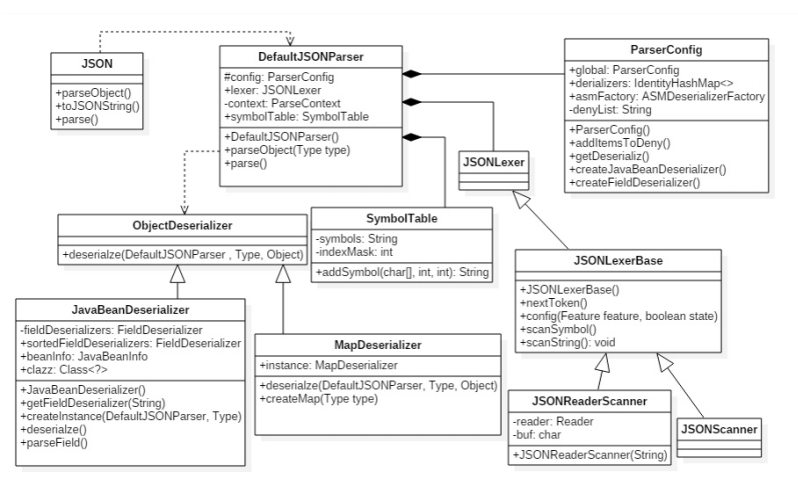 JSON
+parseObject()
+toJSONString()
+parse()
DefaultJSONParser
#config: ParserConfig
+lexer: JSONLexer
-context: ParseContext
+symbolTable: SymbolTable
+DefaultJSONParser()
+parseObject(Type type)
+parse()
ParserConfig
+global: ParserConfig
+derializers: IdentityHashMap<>
+asmFactory: ASMDeserializerFactory
-denyList: String
+ParserConfig()
+addItemsToDeny()
+getDeserializ()
+createJavaBeanDeserializer()
+createFieldDeserializer()
JSONLexer
ObjectDeserializer
+deserialze(DefaultJSONParser , Type, Object)
SymbolTable
-symbols: String
-indexMask: int
+addSymbol(char[], int, int): String
JSONLexerBase
+JSONLexerBase()
+nextToken()
+config(Feature feature, boolean state)
+scanSymbol()
+scanString(): void
JavaBeanDeserializer
-fieldDeserializers: FieldDeserializer
+sortedFieldDeserializers: FieldDeserializer
+beanInfo: JavaBeanInfo
+clazz: Class<?>
+JavaBeanDeserializer()
+getFieldDeserializer(String)
+createInstance(DefaultJSONParser, Type)
+deserialze()
+parseField()
MapDeserializer
+instance: MapDeserializer
+deserialze(DefaultJSONParser, Type, Object)
+createMap(Type type)
JSONReaderScanner
-reader: Reader
-buf: char
+JSONReaderScanner(String)
JSONScanner